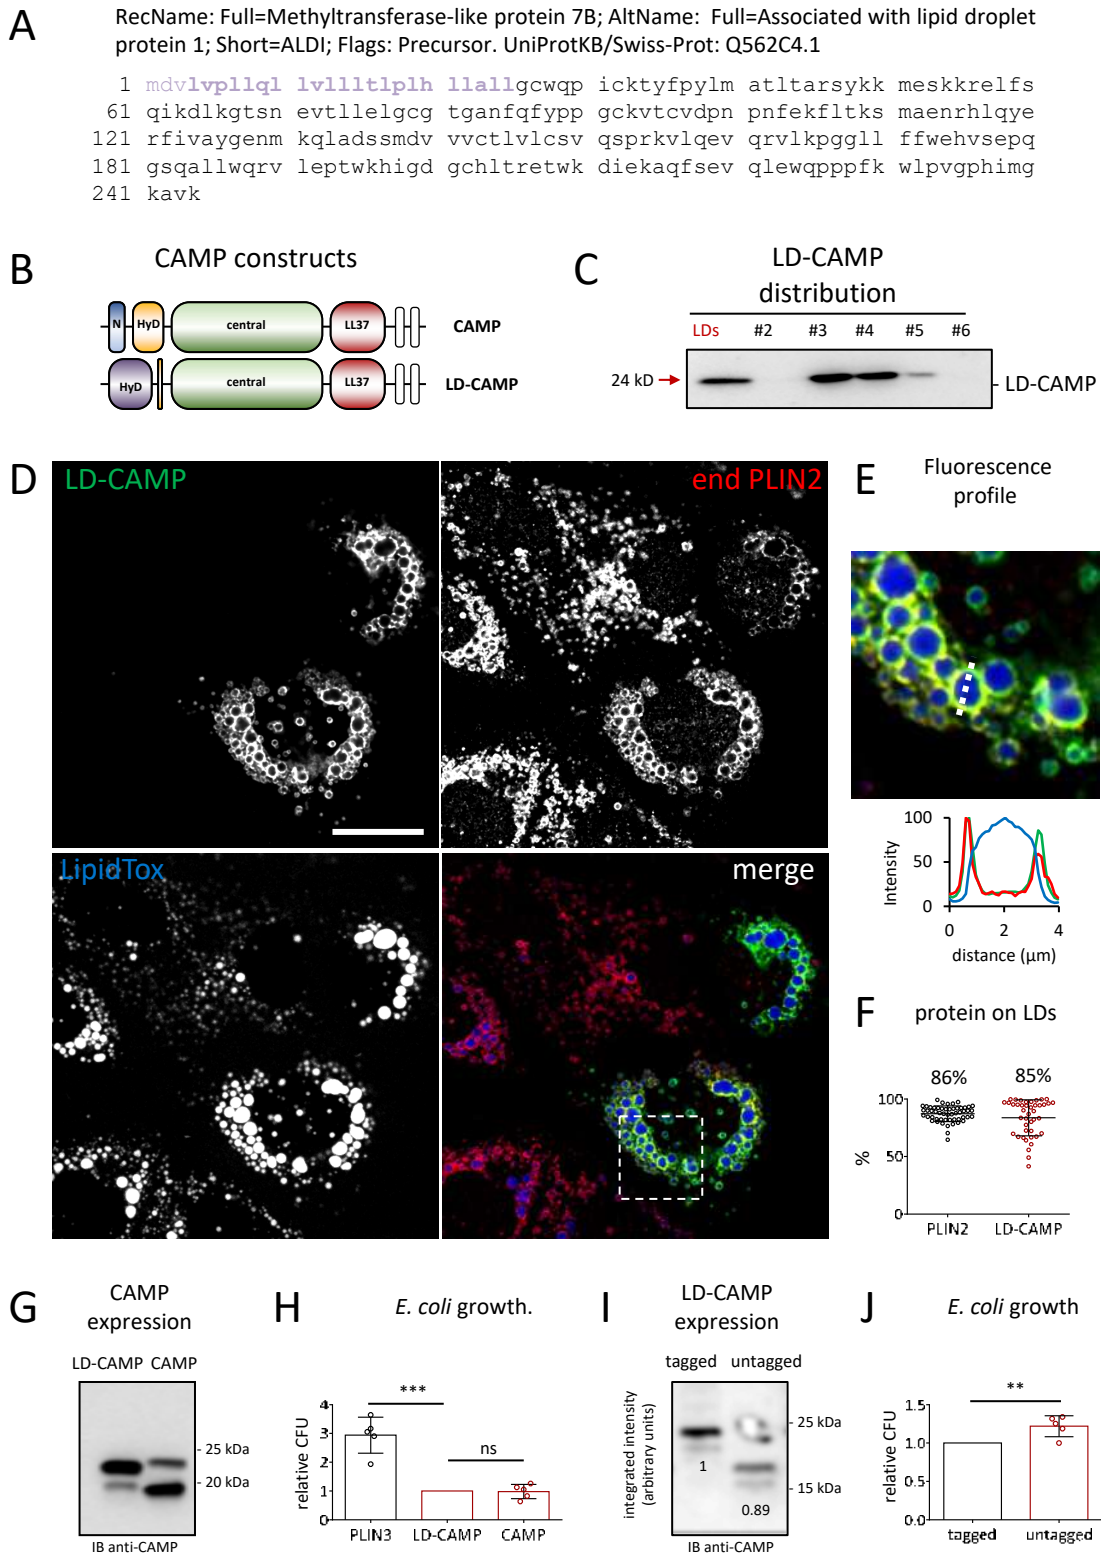 A
RecName: Full=Methyltransferase-like protein 7B; AltName: Full=Associated with lipid droplet
protein 1; Short=ALDI; Flags: Precursor. UniProtKB/Swiss-Prot: Q562C4.1
1 mdvlvpllql lvllltlplh llallgcwqp icktyfpylm atltarsykk meskkrelfs
61 qikdlkgtsn evtllelgcg tganfqfypp gckvtcvdpn pnfekfltks maenrhlqye
121 rfivaygenm kqladssmdv vvctlvlcsv qsprkvlqev qrvlkpggll ffwehvsepq
181 gsqallwqrv leptwkhigd gchltretwk diekaqfsev qlewqpppfk wlpvgphimg
241 kavk
B
CAMP constructs
N HyD central LL37 CAMP
HyD central LL37 LD-CAMP
C
LD-CAMP
distribution
LDs #2 #3 #4 #5 #6
24 kD
LD-CAMP
D
LD-CAMP
end PLIN2
LipidTox
merge
E
Fluorescence
profile
100
50
0
Intensity
0 2 4
distance (µm)
F
protein on LDs
86% 85%
100
50
0
%
PLIN2 LD-CAMP
G
CAMP
expression
LD-CAMP CAMP
- 25 kDa
- 20 kDa
IB anti-CAMP
H
E. coli growth.
***
ns
4
3
2
1
0
relative CFU
PLIN3 LD-CAMP CAMP
I
LD-CAMP
expression
tagged untagged
integrated intensity
(arbitrary units)
- 25 kDa
- 15 kDa
1
0.89
IB anti-CAMP
J
E. coli growth
**
1.5
1.0
0.5
0.0
relative CFU
tagged untagged